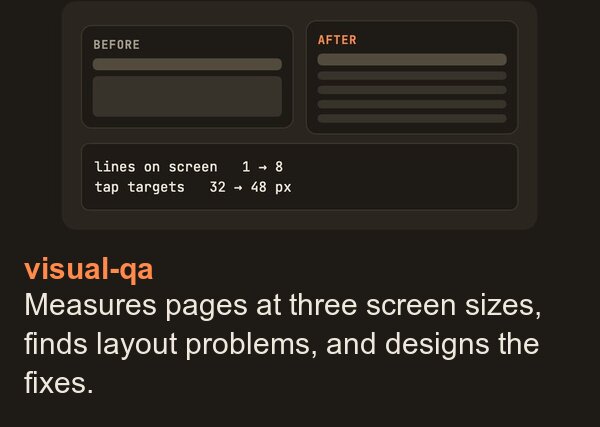 BEFORE
AFTER
lines on screen 1 → 8
tap targets 32 → 48 px
visual-qa
Measures pages at three screen sizes,
finds layout problems, and designs the
fixes.